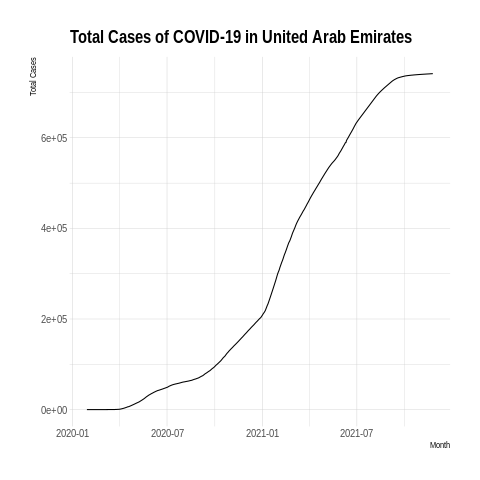 Total Cases of COVID-19 in United Arab Emirates
Total Cases
6e+05
4e+05
2e+05
0e+00
2020-01 2020-07 2021-01 2021-07
Month